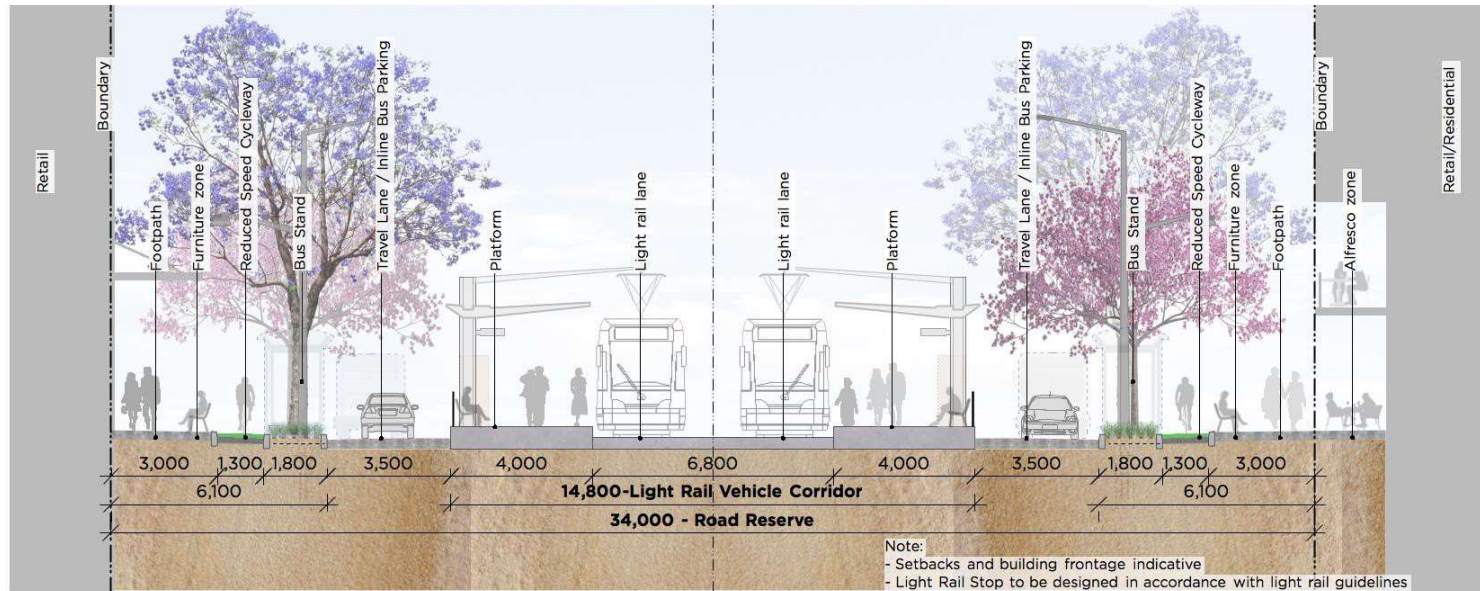 Retail
Boundary
Footpath
Furniture zone
Reduced Speed Cycleway
Bus Stand
Travel Lane / Inline Bus Parking
Platform
Light rail lane
Light rail lane
Platform
Travel Lane / Inline Bus Parking
Bus Stand
Reduced Speed Cycleway
Furniture zone
Footpath
Boundary
Alfresco zone
Retail/Residential
3,000 1,300 1,800 3,500 4,000 6,800 4,000 3,500 1,800 1,300 3,000
6,100 14,800-Light Rail Vehicle Corridor 6,100
34,000 - Road Reserve
Note:
- Setbacks and building frontage indicative
- Light Rail Stop to be designed in accordance with light rail guidelines